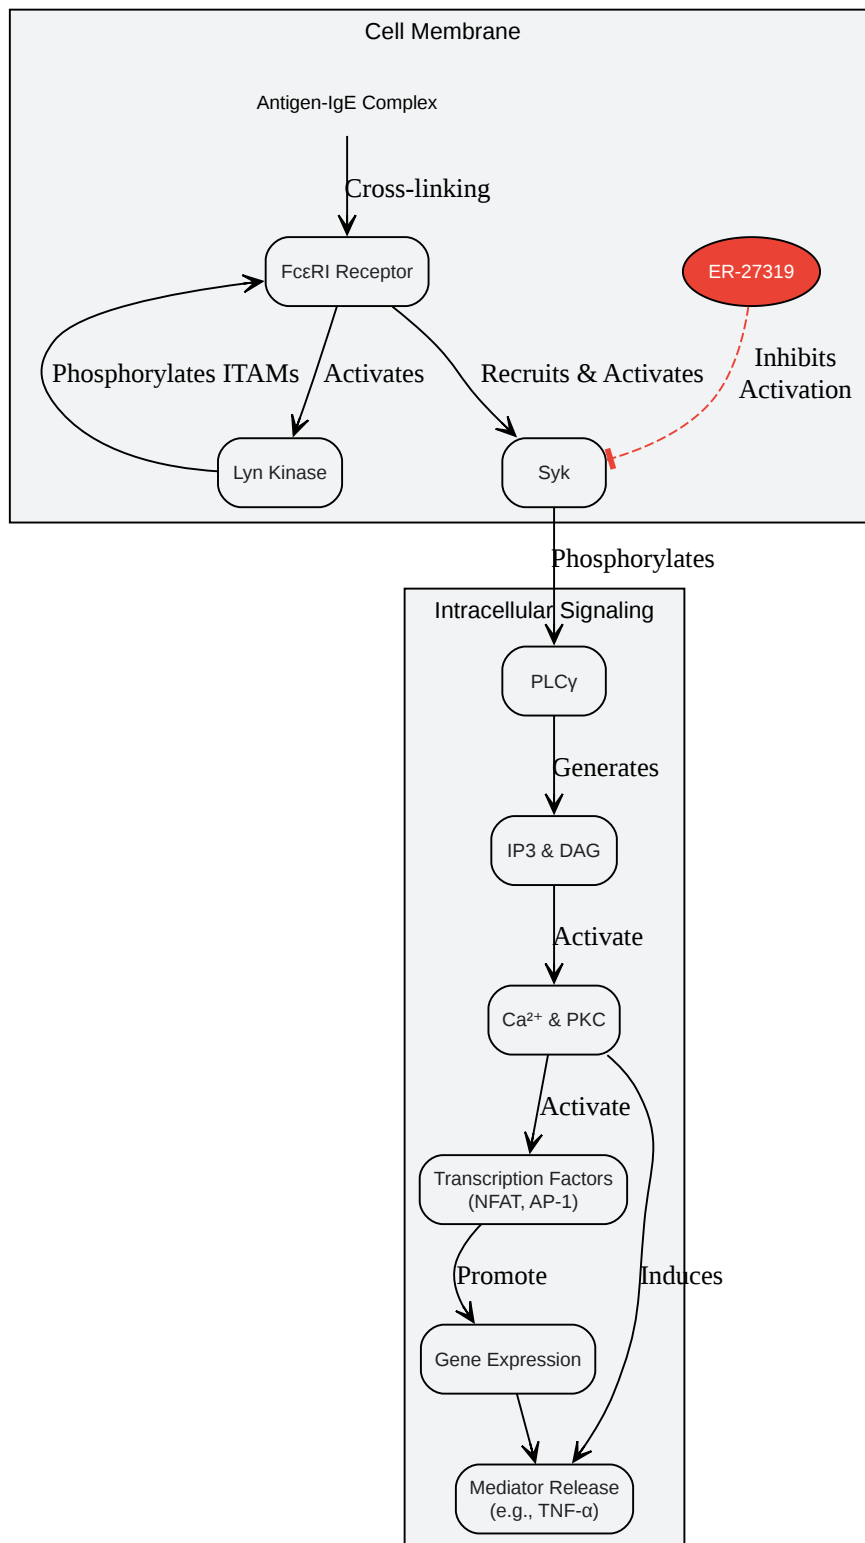 Cell Membrane
Antigen-IgE Complex
Cross-linking
FcεRI Receptor
ER-27319
Phosphorylates ITAMs
Activates
Recruits & Activates
Inhibits
Activation
Lyn Kinase
Syk
Phosphorylates
Intracellular Signaling
PLCγ
Generates
IP3 & DAG
Activate
Ca²⁺ & PKC
Activate
Transcription Factors
(NFAT, AP-1)
Promote
Induces
Gene Expression
Mediator Release
(e.g., TNF-α)